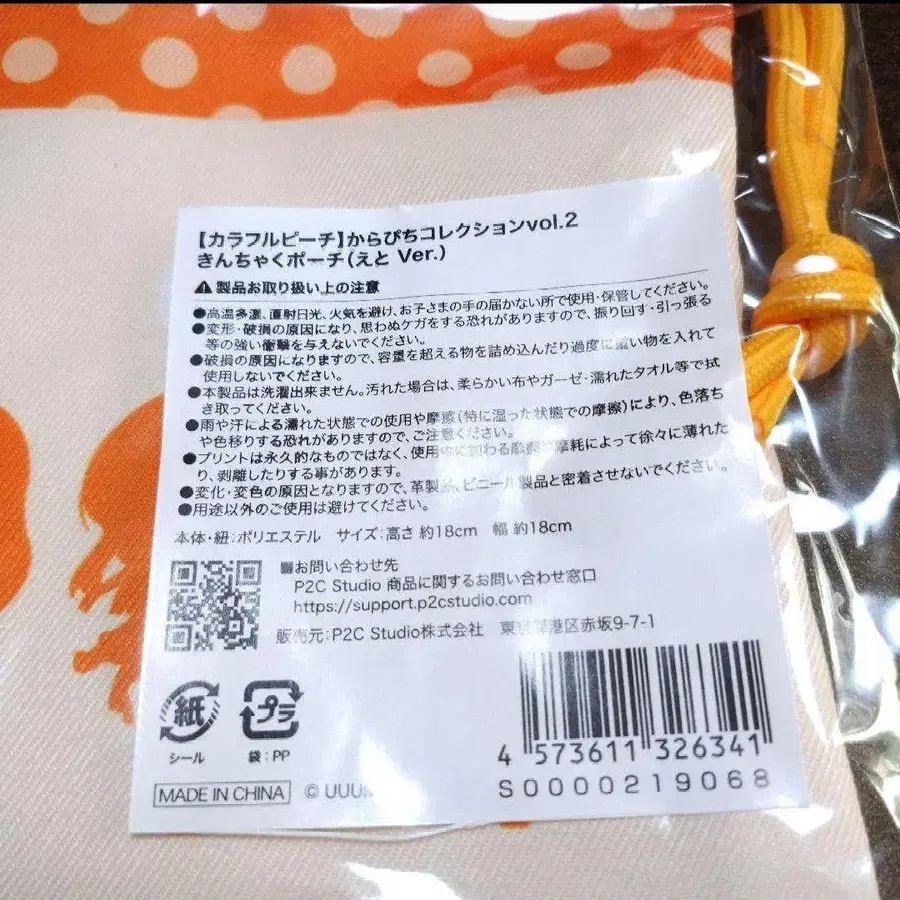 【カラフルピーチ】からぴちコレクションvol.2
きんちゃくポーチ(えと Ver.)
製品お取り扱い上の注意
●高温多湿、直射日光、火気を避け、お子さまの手の届かない所で使用・保管してください。
●変形・破損の原因になり、思わぬケガをする恐れがありますので、振り回す・引っ張る
等の強い衝撃を与えないでください。
●破損の原因になりますので、容量を超える物を詰め込んだり過度に重い物を入れて
使用しないでください。
●本製品は洗濯出来ません。汚れた場合は、柔らかい布やガーゼ・濡れたタオル等で拭
き取ってください。
●雨や汗による濡れた状態での使用や摩擦(特に湿った状態での摩擦)により、色落ち
や色移りする恐れがありますので、ご注意ください。
●プリントは永久的なものではなく、使用中に加わる摩擦や摩耗によって徐々に薄れた
り、剥離したりする事があります。
●変化・変色の原因となりますので、革製品、ビニール製品と密着させないでください。
●用途以外のご使用は避けてください。
本体・紐:ポリエステル サイズ:高さ 約18cm 幅 約18cm
■お問い合わせ先
P2C Studio 商品に関するお問い合わせ窓口
https://support.p2cstudio.com
販売元:P2C Studio株式会社 東京都港区赤坂9-7-1
紙
シール
プラ
袋:PP
4 573611 326341
S0000219068
MADE IN CHINA
© UUUM